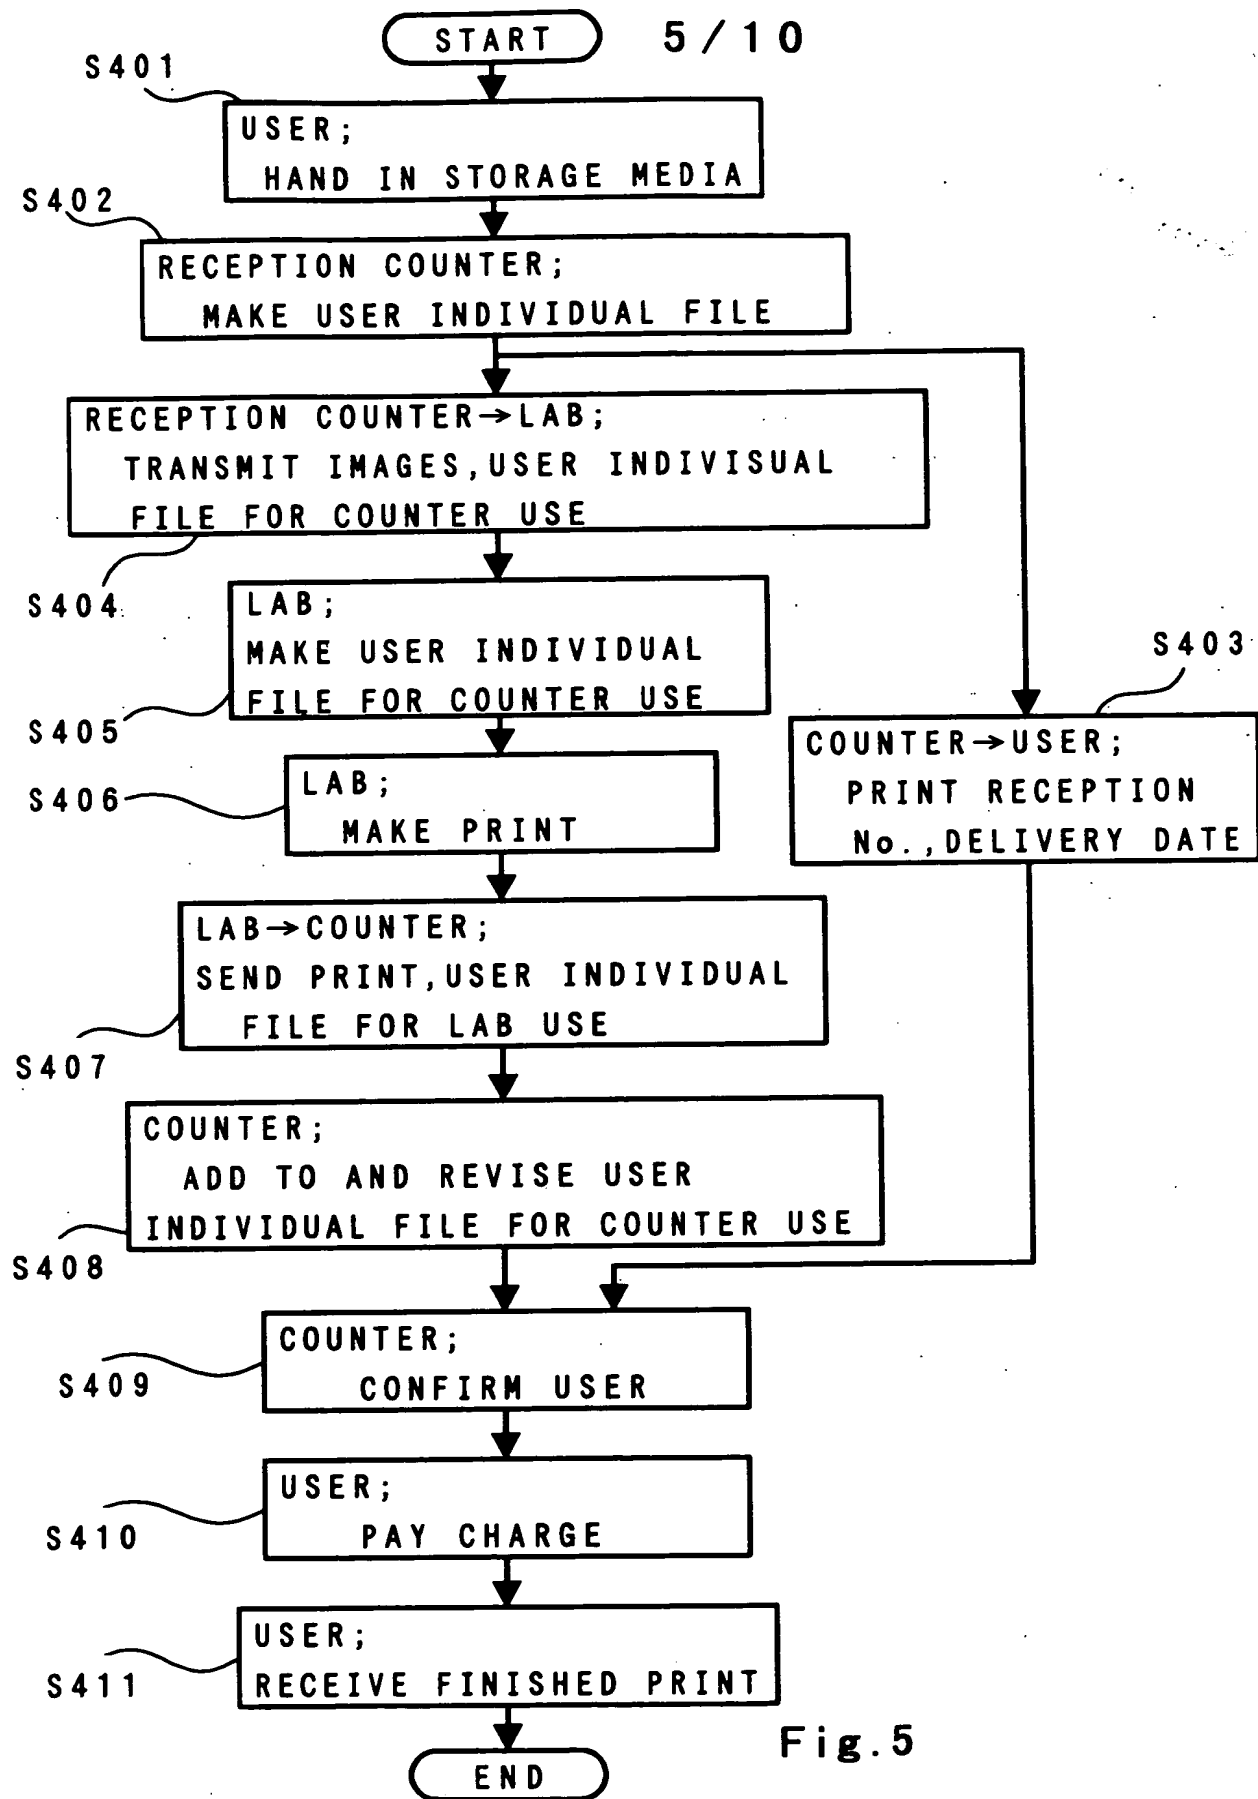 START
5/10
S401
USER;
HAND IN STORAGE MEDIA
S402
RECEPTION COUNTER;
MAKE USER INDIVIDUAL FILE
RECEPTION COUNTER→LAB;
TRANSMIT IMAGES,USER INDIVISUAL
FILE FOR COUNTER USE
S404
LAB;
MAKE USER INDIVIDUAL
FILE FOR COUNTER USE
S405
S403
COUNTER→USER;
PRINT RECEPTION
No.,DELIVERY DATE
S406
LAB;
MAKE PRINT
LAB→COUNTER;
SEND PRINT,USER INDIVIDUAL
FILE FOR LAB USE
S407
COUNTER;
ADD TO AND REVISE USER
INDIVIDUAL FILE FOR COUNTER USE
S408
COUNTER;
CONFIRM USER
S409
USER;
PAY CHARGE
S410
USER;
RECEIVE FINISHED PRINT
S411
END
Fig.5